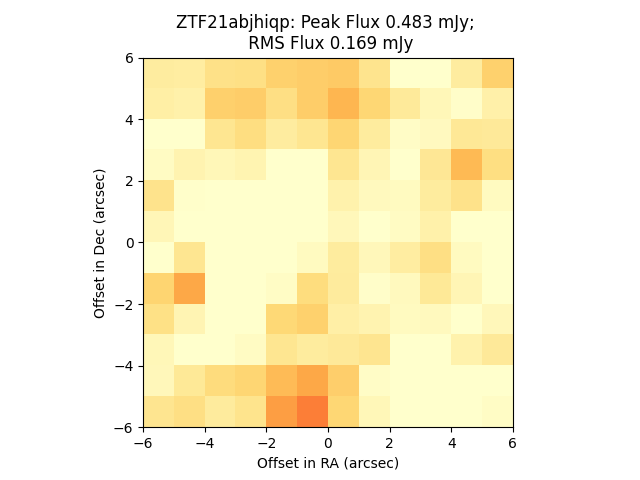 ZTF21abjhiqp: Peak Flux 0.483 mJy;
RMS Flux 0.169 mJy
6
4
2
0
−2
−4
−6
Offset in Dec (arcsec)
−6 −4 −2 0 2 4 6
Offset in RA (arcsec)